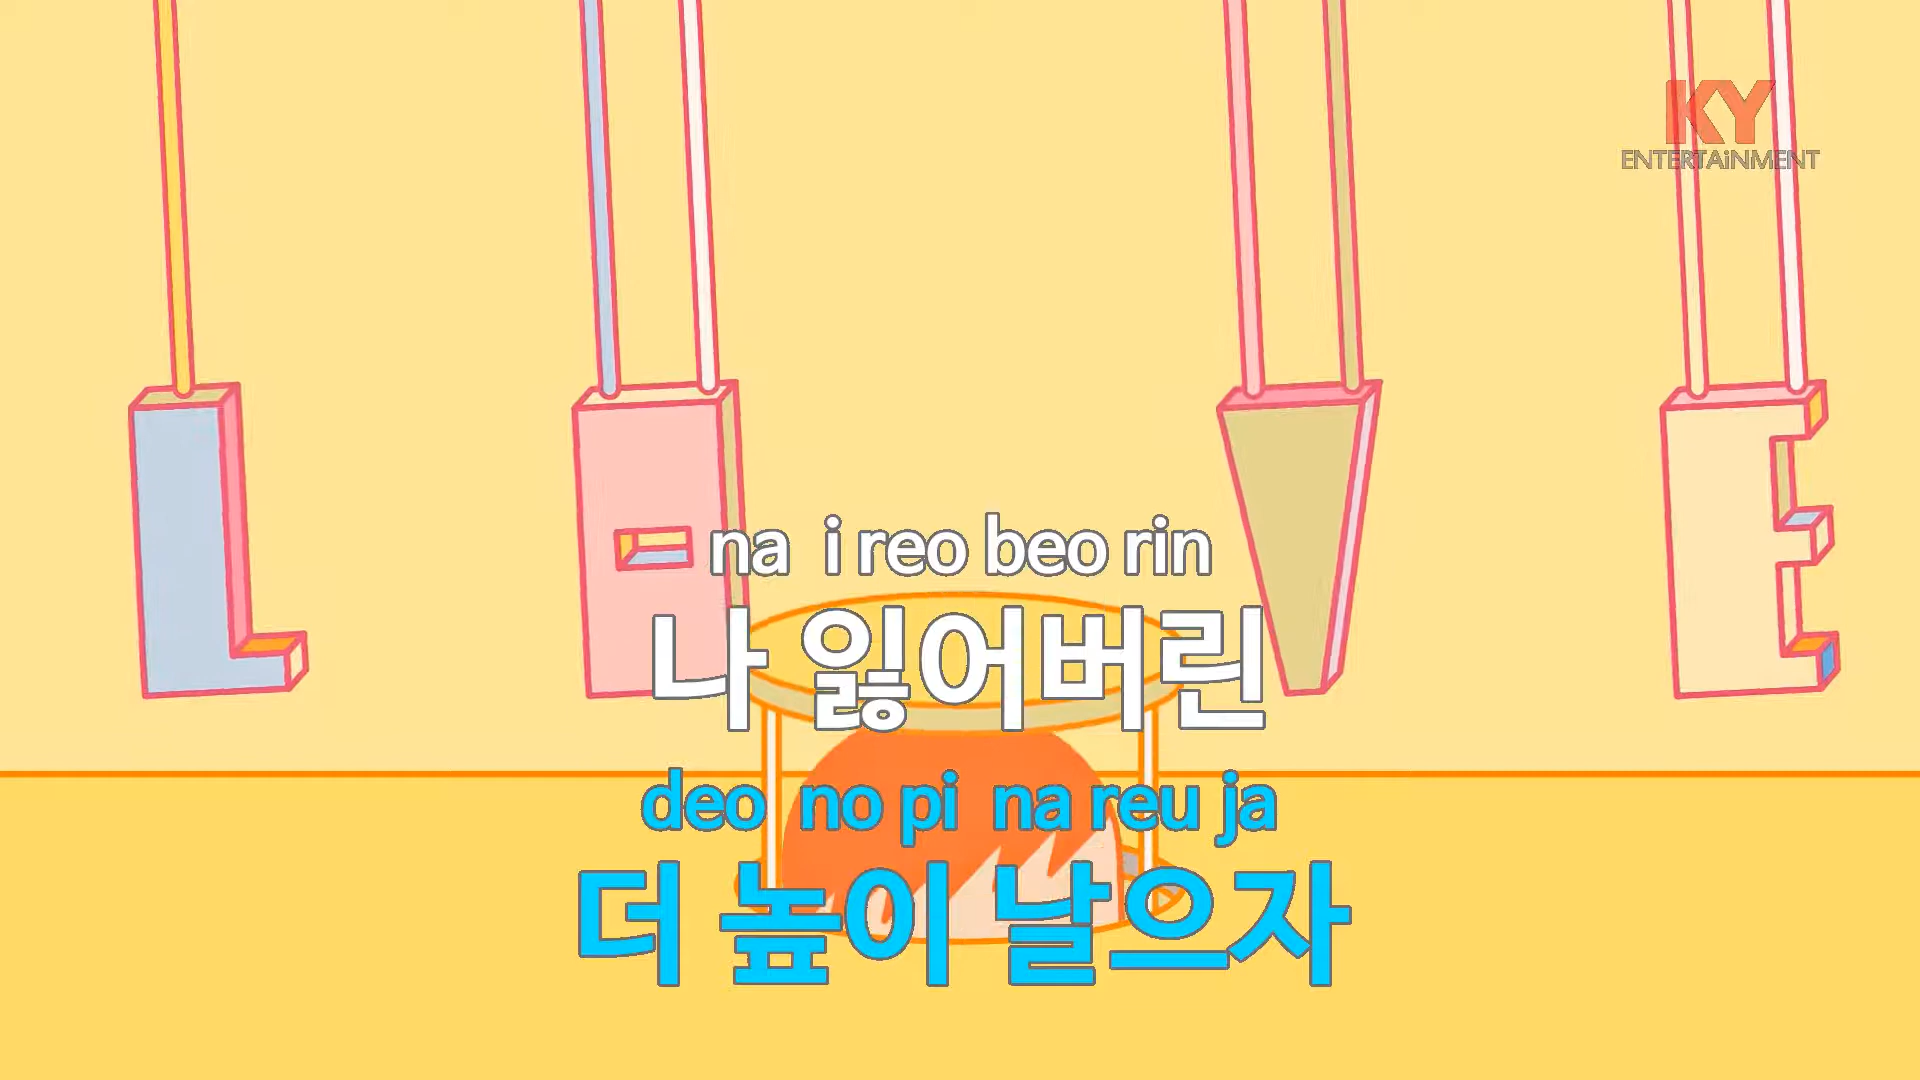 KY
ENTERTAiNMENT
LOVE
na i reo beo rin
나 잃어버린
deo no pi na reu ja
더 높이 날으자